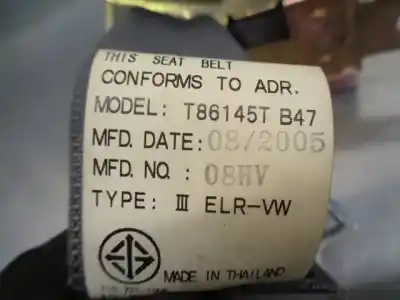 THIS SEAT BELT
CONFORMS TO ADR.
MODEL: T86145T B47
MFD. DATE: 08/2005
MFD. NO. : 08HV
TYPE: III ELR-VW
MADE IN THAILAND